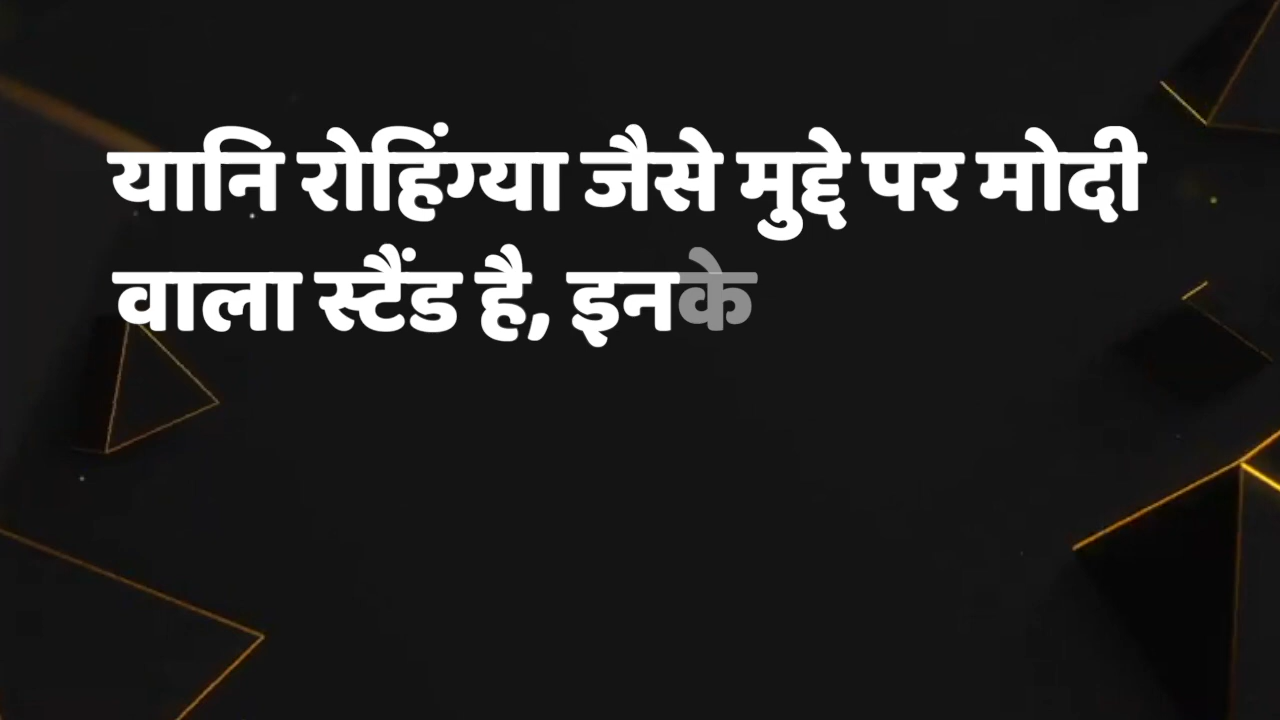 यानि रोहिंग्या जैसे मुद्दे पर मोदी
वाला स्टैंड है, इनके